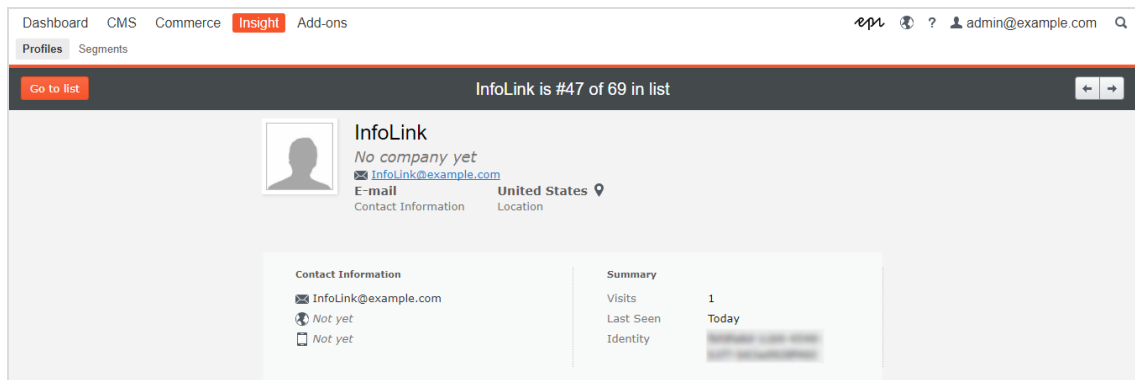 Dashboard CMS Commerce Insight Add-ons epi ? admin@example.com
Profiles Segments
Go to list InfoLink is #47 of 69 in list
InfoLink
No company yet
InfoLink@example.com
E-mail United States
Contact Information Location
Contact Information
InfoLink@example.com
Not yet
Not yet
Summary
Visits 1
Last Seen Today
Identity